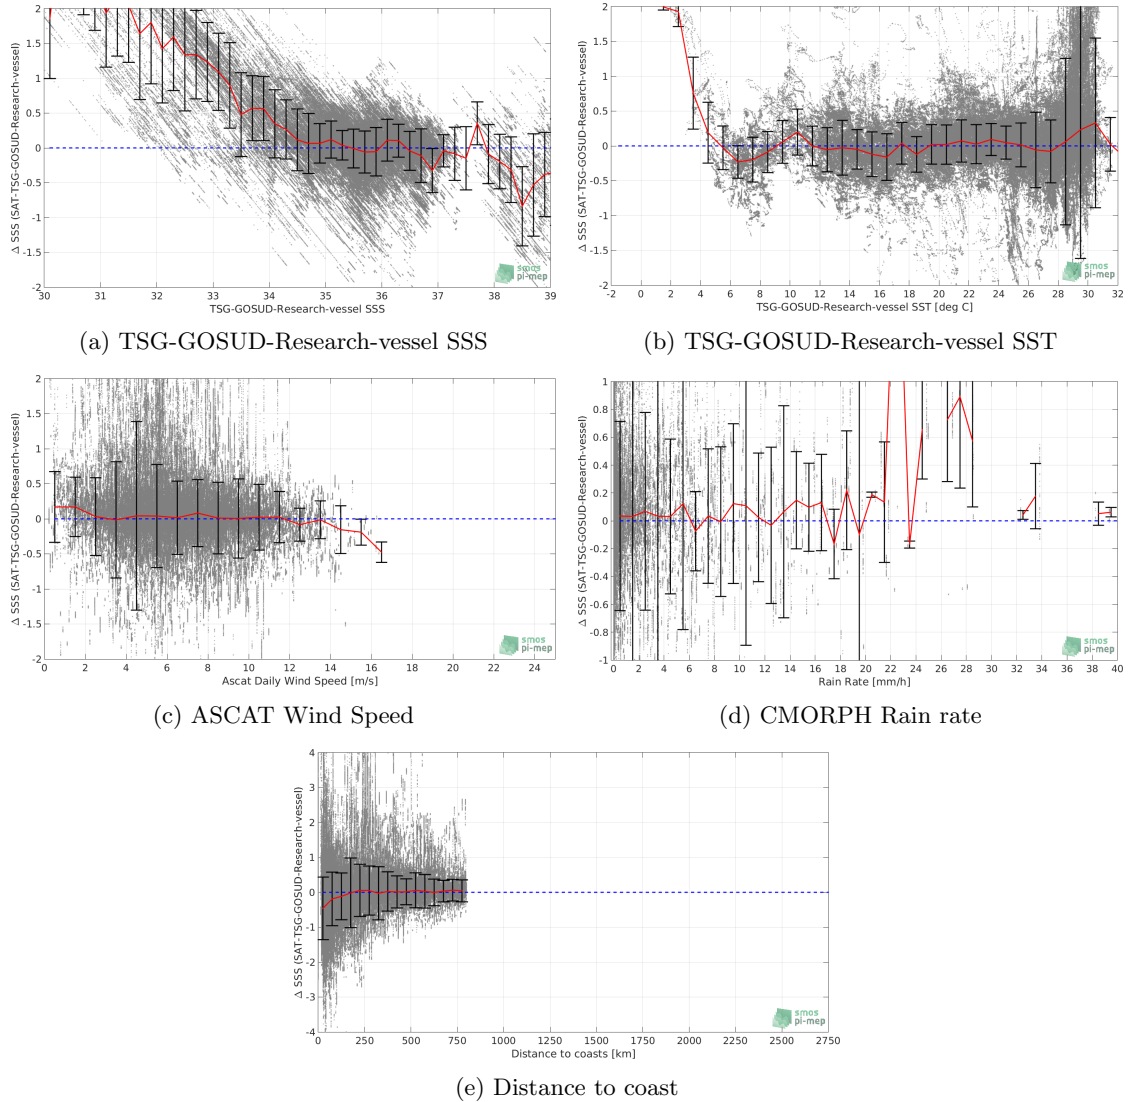 Δ SSS (SAT-TSG-GOSUD-Research-vessel)
2
1.5
1
0.5
0
-0.5
-1
-1.5
-2
30 31 32 33 34 35 36 37 38 39
TSG-GOSUD-Research-vessel SSS
smos
pi-mep
(a) TSG-GOSUD-Research-vessel SSS
Δ SSS (SAT-TSG-GOSUD-Research-vessel)
2
1.5
1
0.5
0
-0.5
-1
-1.5
-2
-2 0 2 4 6 8 10 12 14 16 18 20 22 24 26 28 30 32
TSG-GOSUD-Research-vessel SST [deg C]
smos
pi-mep
(b) TSG-GOSUD-Research-vessel SST
Δ SSS (SAT-TSG-GOSUD-Research-vessel)
2
1.5
1
0.5
0
-0.5
-1
-1.5
-2
0 2 4 6 8 10 12 14 16 18 20 22 24
Ascat Daily Wind Speed [m/s]
smos
pi-mep
(c) ASCAT Wind Speed
Δ SSS (SAT-TSG-GOSUD-Research-vessel)
1
0.8
0.6
0.4
0.2
0
-0.2
-0.4
-0.6
-0.8
-1
0 2 4 6 8 10 12 14 16 18 20 22 24 26 28 30 32 34 36 38 40
Rain Rate [mm/h]
smos
pi-mep
(d) CMORPH Rain rate
Δ SSS (SAT-TSG-GOSUD-Research-vessel)
4
3
2
1
0
-1
-2
-3
-4
0 250 500 750 1000 1250 1500 1750 2000 2250 2500 2750
Distance to coasts [km]
smos
pi-mep
(e) Distance to coast